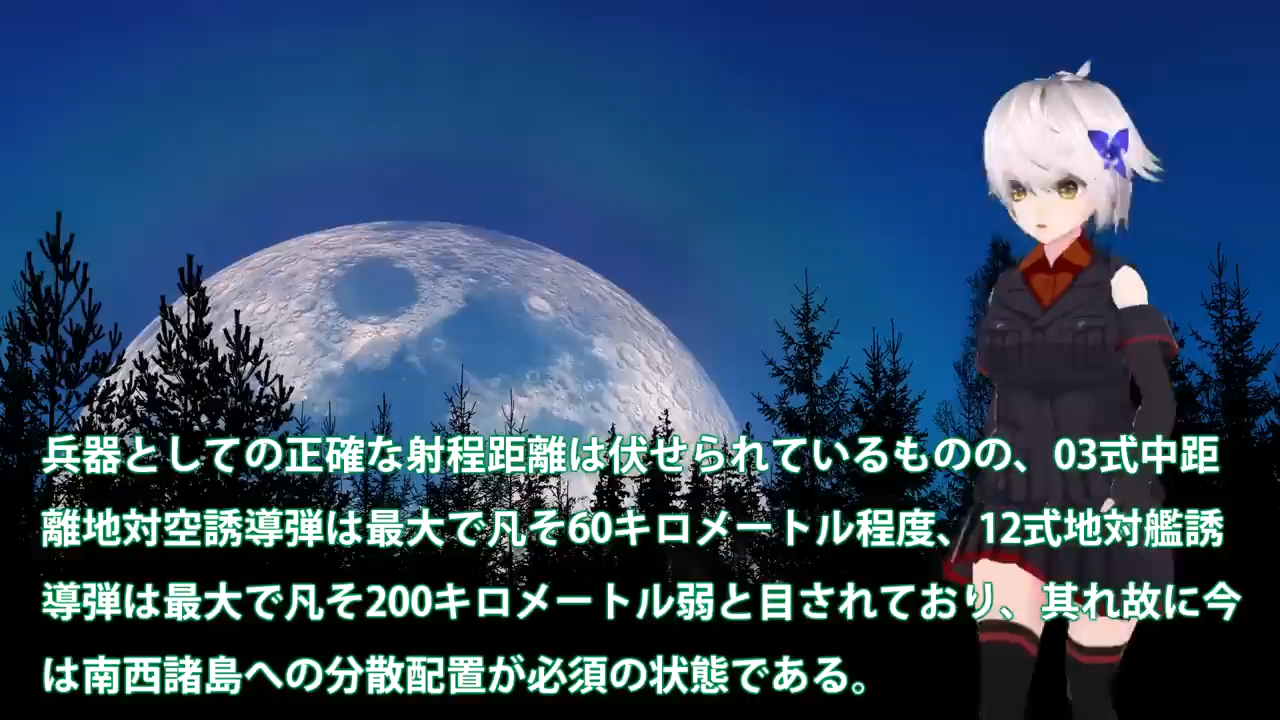 兵器としての正確な射程距離は伏せられているものの、03式中距
離地対空誘導弾は最大で凡そ60キロメートル程度、12式地対艦誘
導弾は最大で凡そ200キロメートル弱と目されており、其れ故に今
は南西諸島への分散配置が必須の状態である。